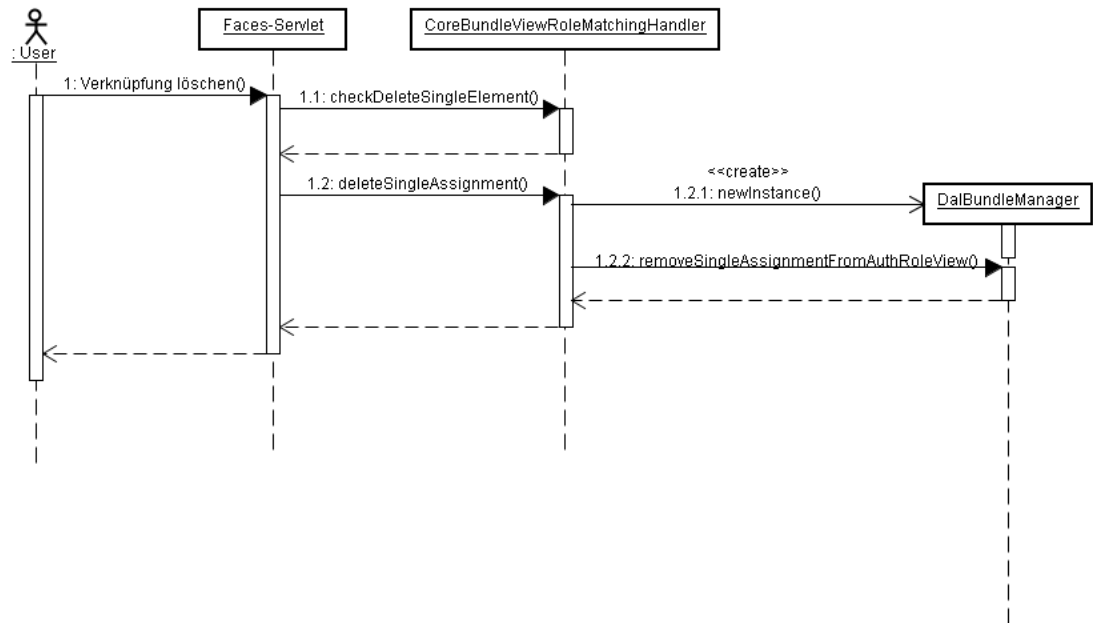 Faces-Servlet
CoreBundleViewRoleMatchingHandler
: User
1: Verknüpfung löschen()
1.1: checkDeleteSingleElement()
1.2: deleteSingleAssignment()
<<create>>
1.2.1: newInstance()
DalBundleManager
1.2.2: removeSingleAssignmentFromAuthRoleView()